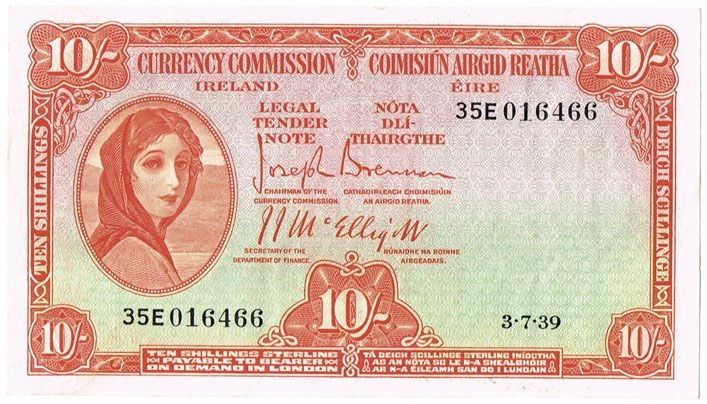 10/-
10/-
CURRENCY COMMISSION COIMISIÚN AIRGID REATHA
IRELAND ÉIRE
LEGAL TENDER NOTE
NÓTA DLÍ-THAIRGTHE
35E 016466
Joseph Brennan
CHAIRMAN OF THE CURRENCY COMMISSION.
CATHAOIRLEACH CHOIMISIÚN AN AIRGID REATHA.
J J McElligott
SECRETARY OF THE DEPARTMENT OF FINANCE.
RÚNAIDHE NA ROINNE AIRGEADAIS.
TEN SHILLINGS
DEICH SCILLINGE
35E 016466
10/-
3·7·39
10/-
10/-
TEN SHILLINGS STERLING
PAYABLE TO BEARER
ON DEMAND IN LONDON
TÁ DEICH SGILLINGE STERLING INÍOCTHA
AS AN NÓTA SO LE N-A SHEALBHÓIR
AR N-A ÉILEAMH SAN DO I LUNDAIN